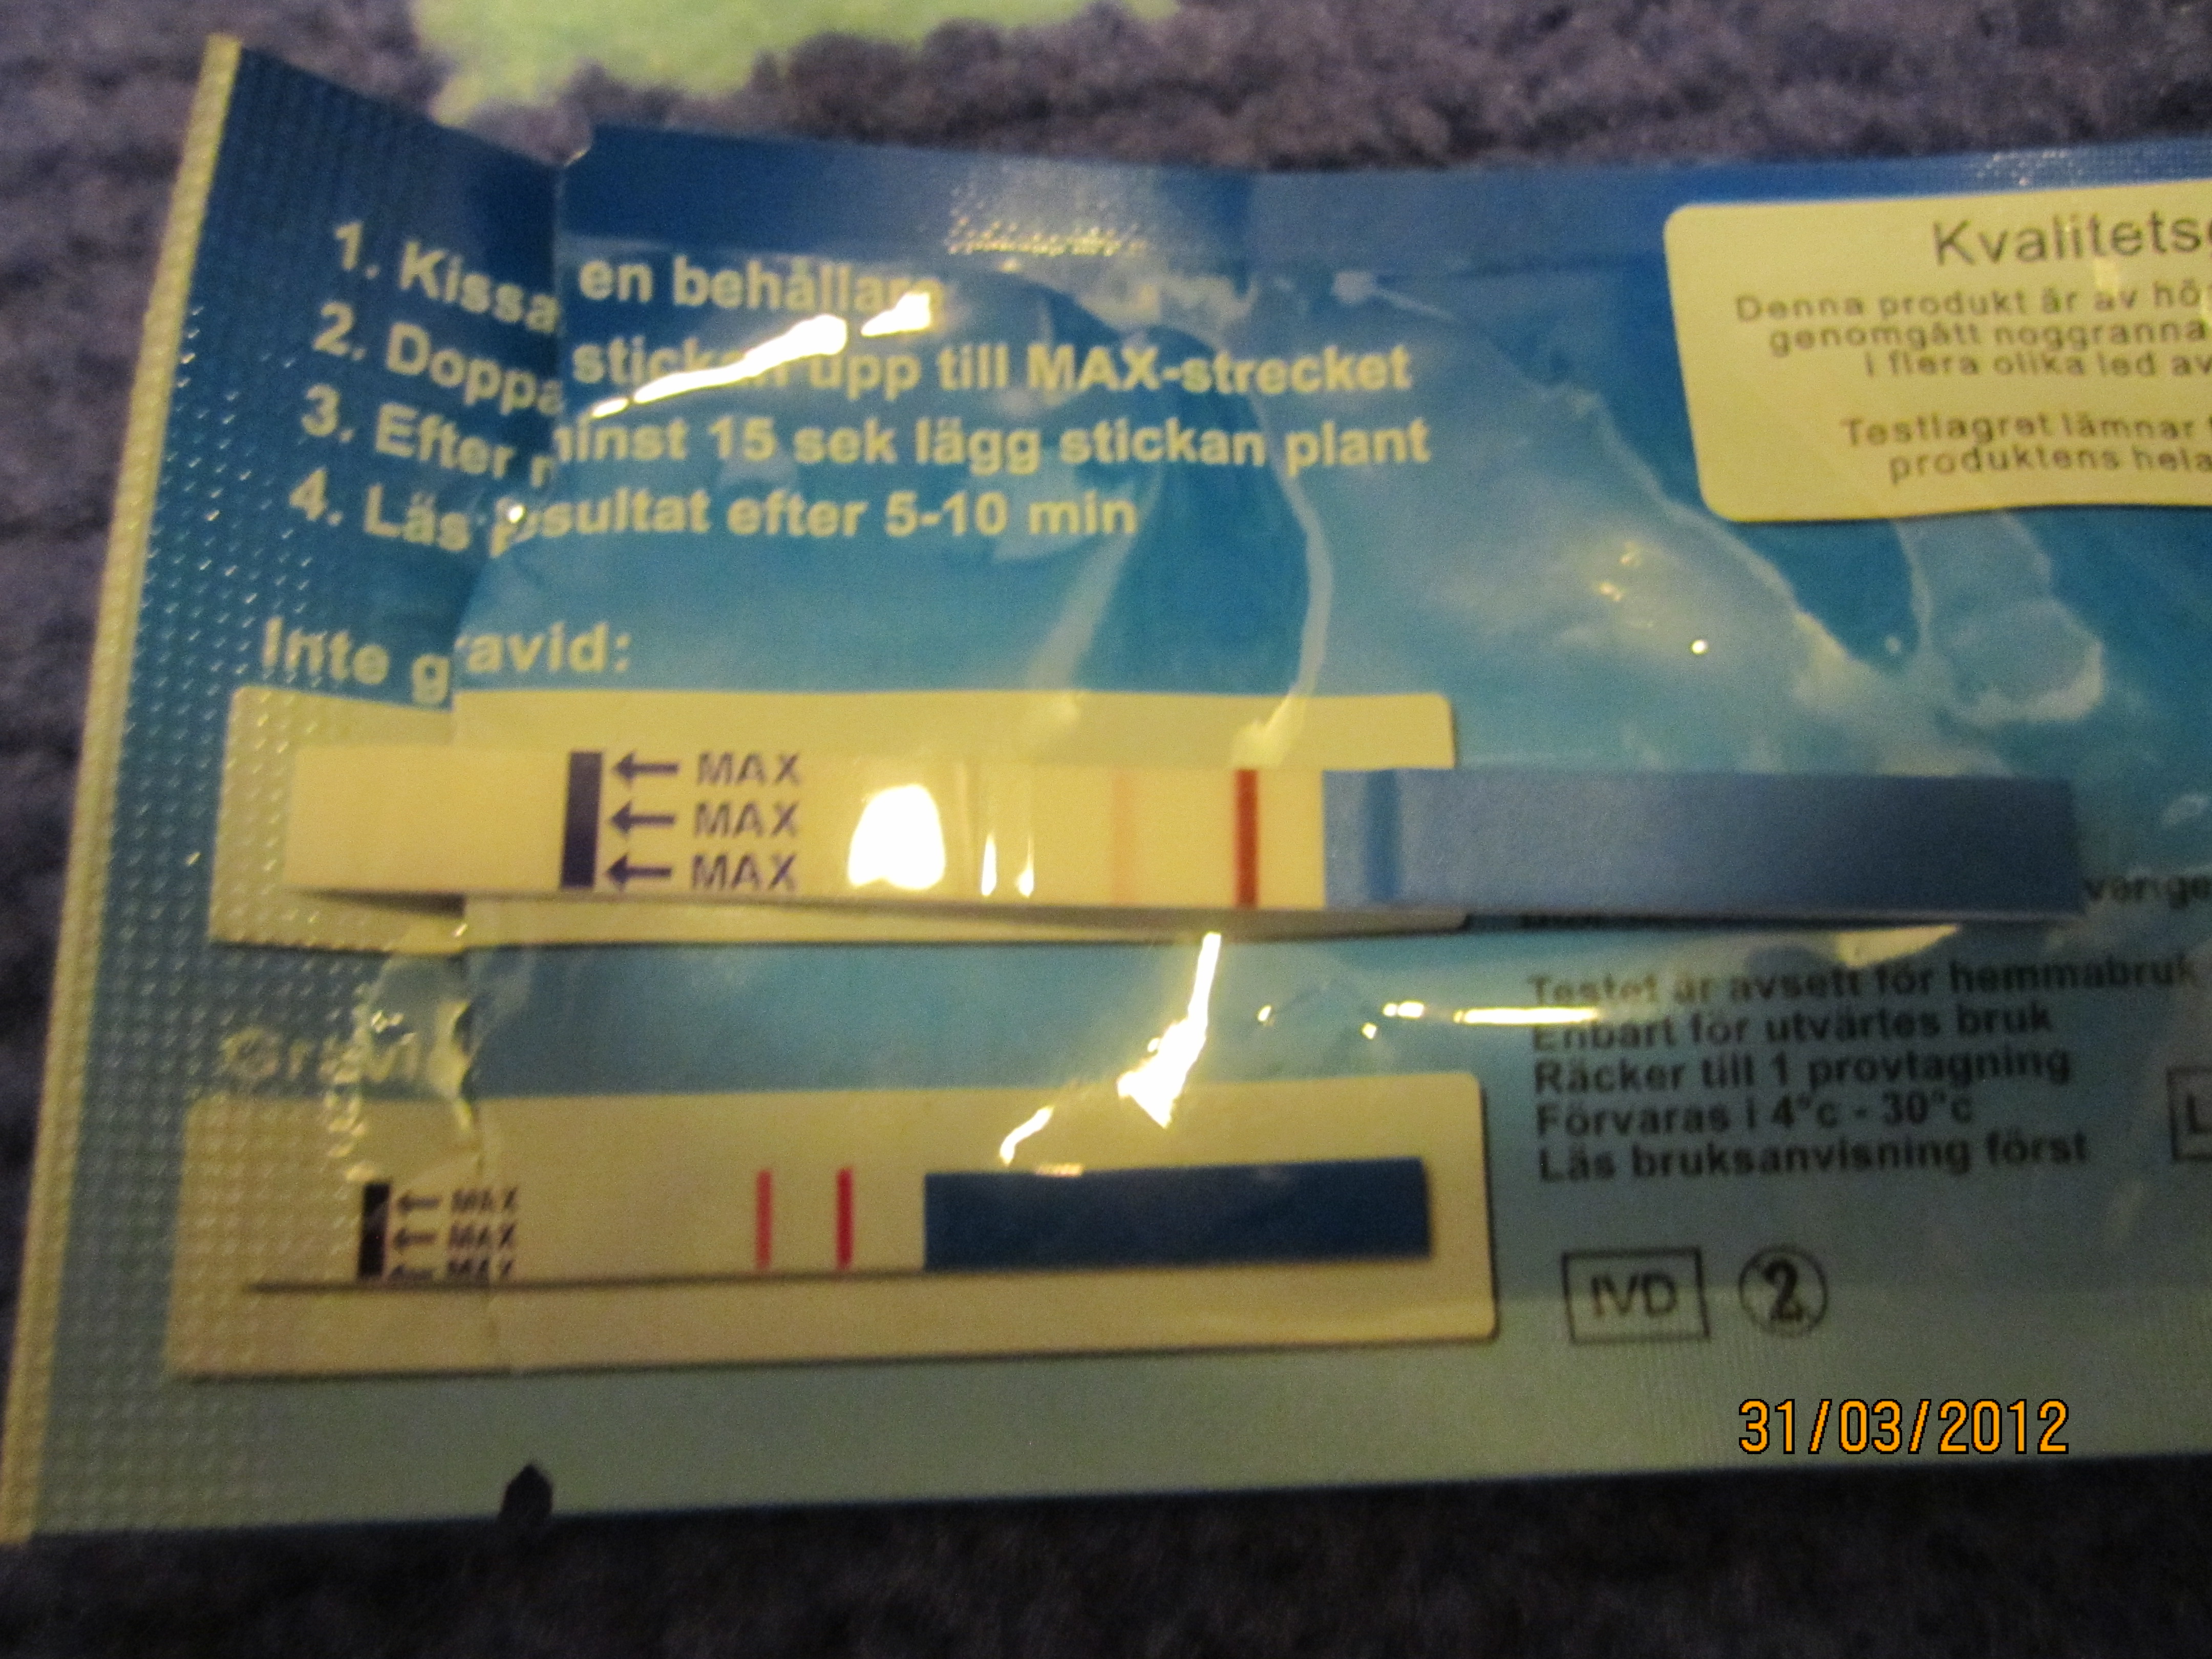 1. Kissa en behållare
2. Doppa stickan upp till MAX-strecket
3. Efter minst 15 sek lägg stickan plant
4. Läs resultat efter 5-10 min
Kvalitets
Denna produkt är av hö
genomgått noggranna
i flera olika led av
Testlagret lämnar
produktens hela
Inte gravid:
MAX
MAX
MAX
Gravi
MAX
MAX
MAX
Testet är avsett för hemmabruk
Enbart för utvärtes bruk
Räcker till 1 provtagning
Förvaras i 4°c - 30°c
Läs bruksanvisning först
IVD 2
31/03/2012